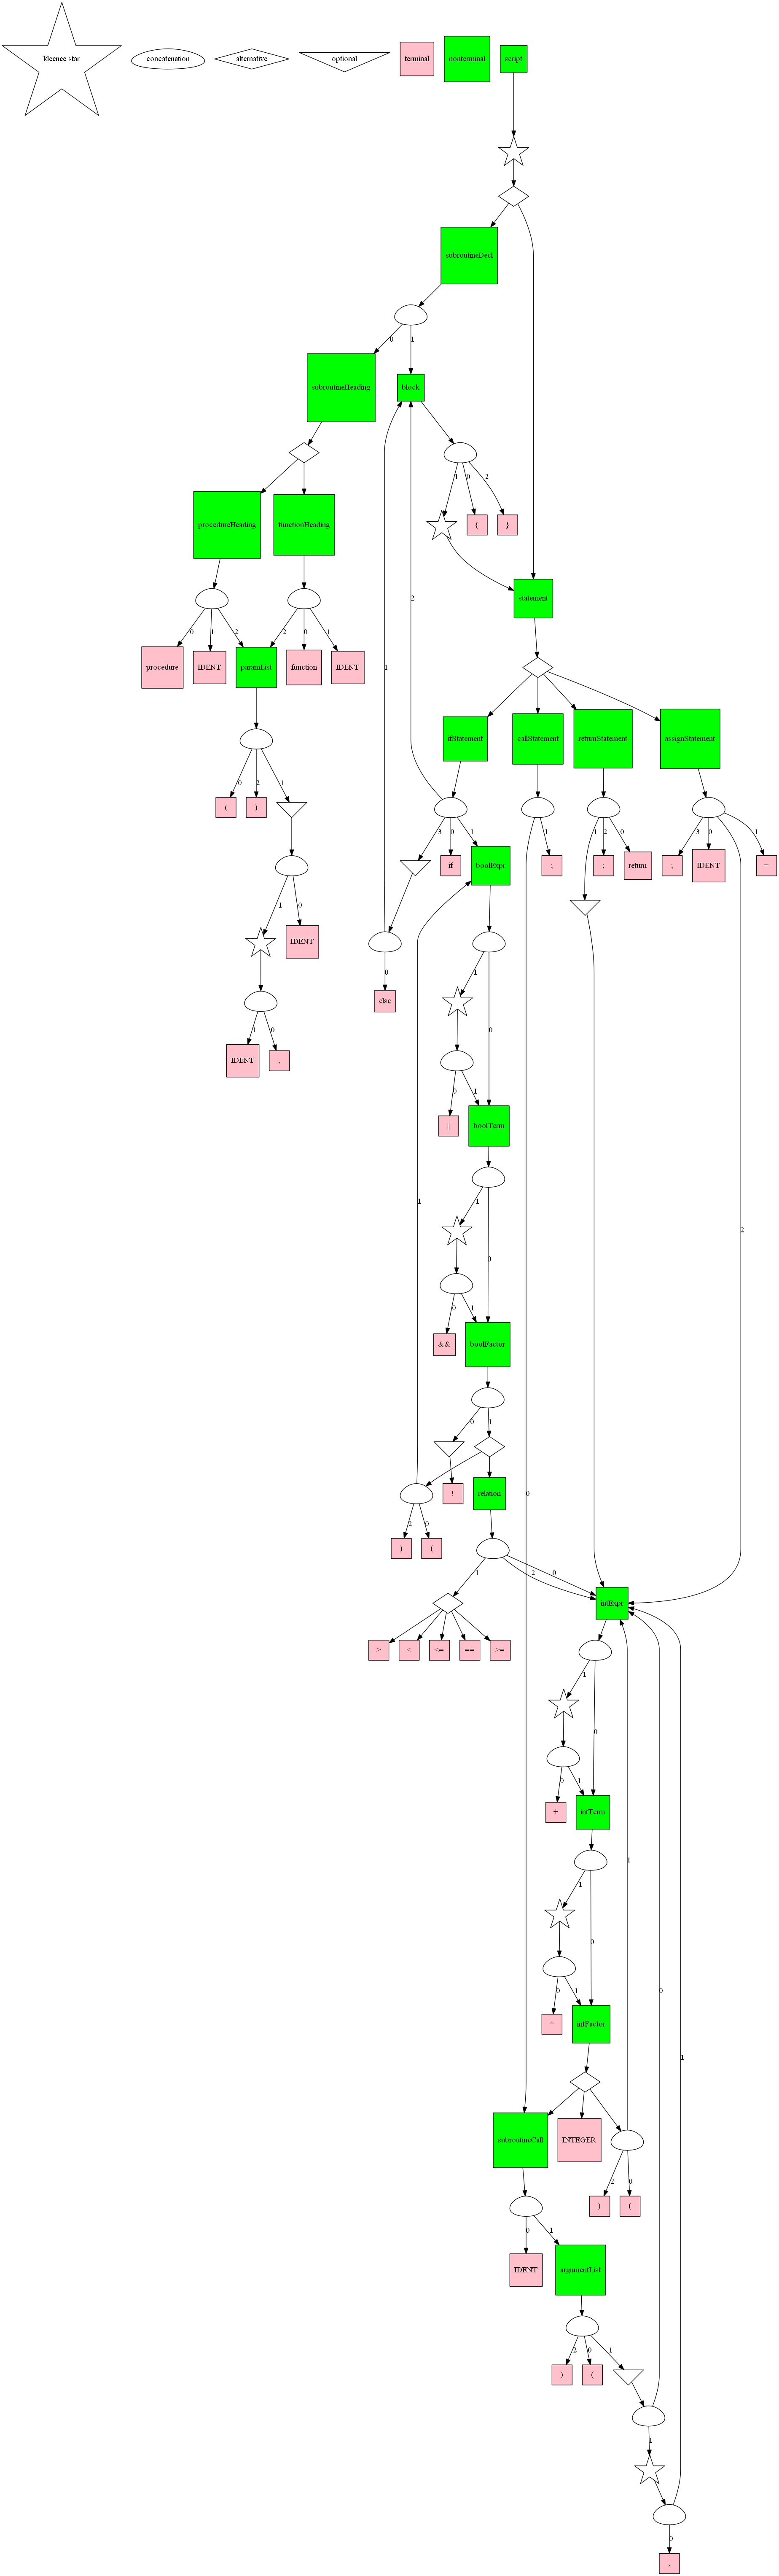 kleenee star
concatenation
alternative
optional
terminal
nonterminal
script
subroutineDecl
0
1
subroutineHeading
block
1
0
2
procedureHeading
functionHeading
{
}
2
statement
0
1
2
2
0
1
procedure
IDENT
paramList
function
IDENT
1
ifStatement
callStatement
returnStatement
assignStatement
0
2
1
(
)
3
0
1
1
1
2
0
3
0
1
if
boolExpr
;
;
return
;
IDENT
=
1
0
IDENT
0
1
else
0
1
0
IDENT
,
0
1
||
boolTerm
1
1
2
0
0
1
&&
boolFactor
0
1
!
relation
0
2
0
)
(
1
2
0
intExpr
>
<
<=
==
>=
1
0
0
1
+
intTerm
1
1
0
0
0
1
*
intFactor
1
subroutineCall
INTEGER
2
0
)
(
0
1
IDENT
argumentList
2
0
1
)
(
1
0
,